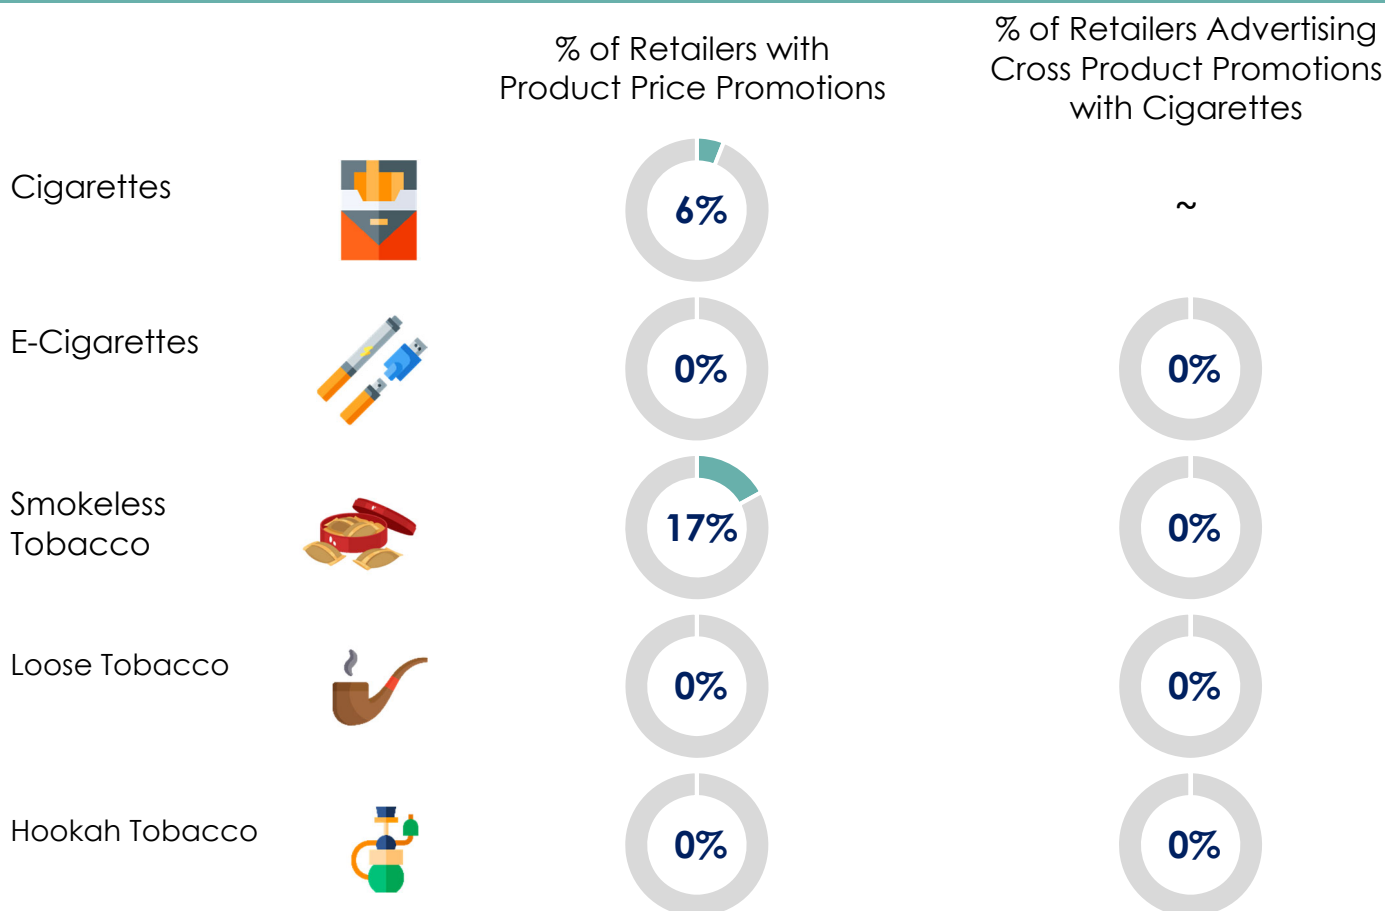 % of Retailers with
Product Price Promotions
% of Retailers Advertising
Cross Product Promotions
with Cigarettes
Cigarettes
6%
~
E-Cigarettes
0%
0%
Smokeless
Tobacco
17%
0%
Loose Tobacco
0%
0%
Hookah Tobacco
0%
0%